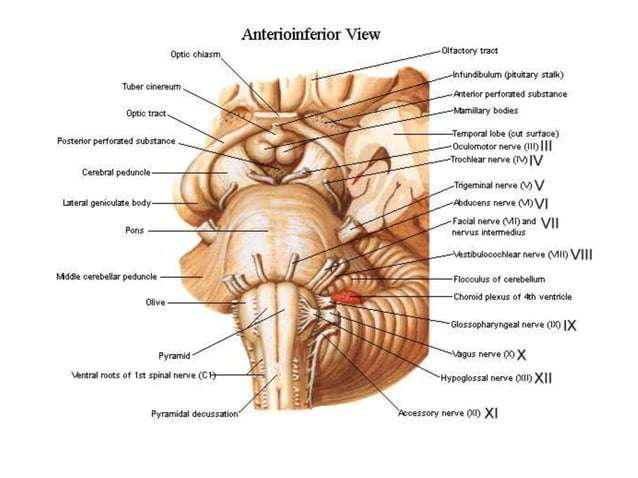 Anterioinferior View
Optic chiasm
Tuber cinereum
Optic tract
Posterior perforated substance
Cerebral peduncle
Lateral geniculate body
Pons
Middle cerebellar peduncle
Olive
Pyramid
Ventral roots of 1st spinal nerve (C1)
Pyramidal decussation
Olfactory tract
Infundibulum (pituitary stalk)
Anterior perforated substance
Mamillary bodies
Temporal lobe (cut surface)
Oculomotor nerve (III) III
Trochlear nerve (IV) IV
Trigeminal nerve (V) V
Abducens nerve (VI) VI
Facial nerve (VII) and VII
nervus intermedius
Vestibulocochlear nerve (VIII) VIII
Flocculus of cerebellum
Choroid plexus of 4th ventricle
Glossopharyngeal nerve (IX) IX
Vagus nerve (X) X
Hypoglossal nerve (XII) XII
Accessory nerve (XI) XI